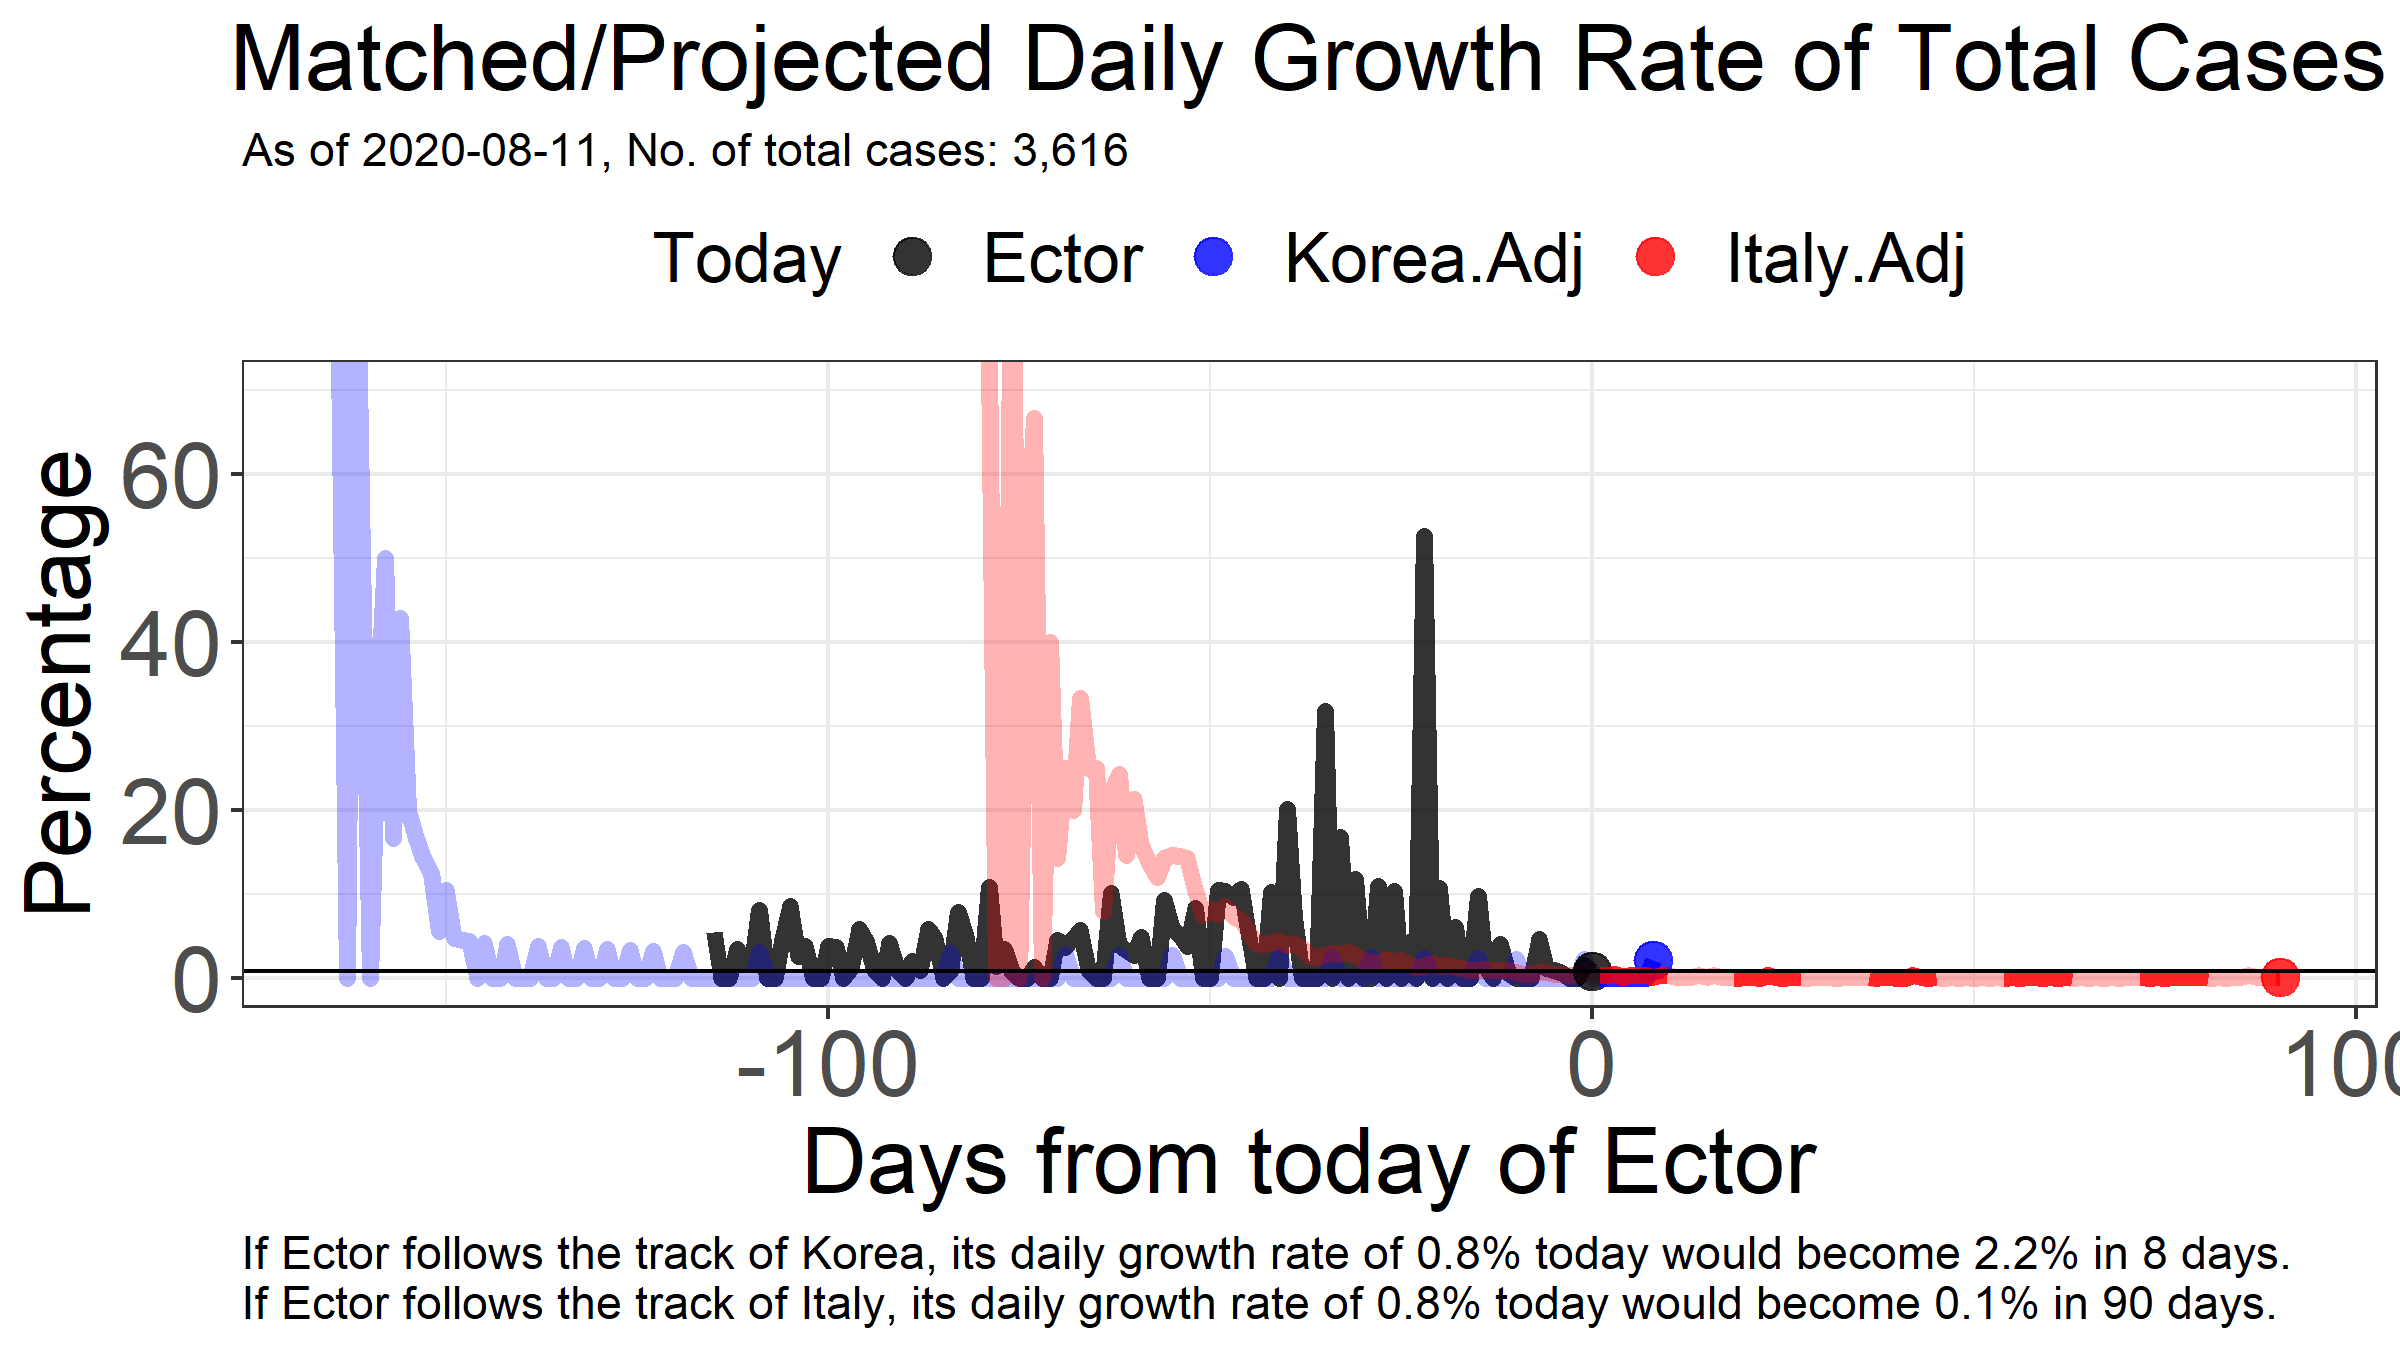 Matched/Projected Daily Growth Rate of Total Cases
As of 2020-08-11, No. of total cases: 3,616
Today Ector Korea.Adj Italy.Adj
Percentage
60
40
20
0
-100 0 100
Days from today of Ector
If Ector follows the track of Korea, its daily growth rate of 0.8% today would become 2.2% in 8 days.
If Ector follows the track of Italy, its daily growth rate of 0.8% today would become 0.1% in 90 days.